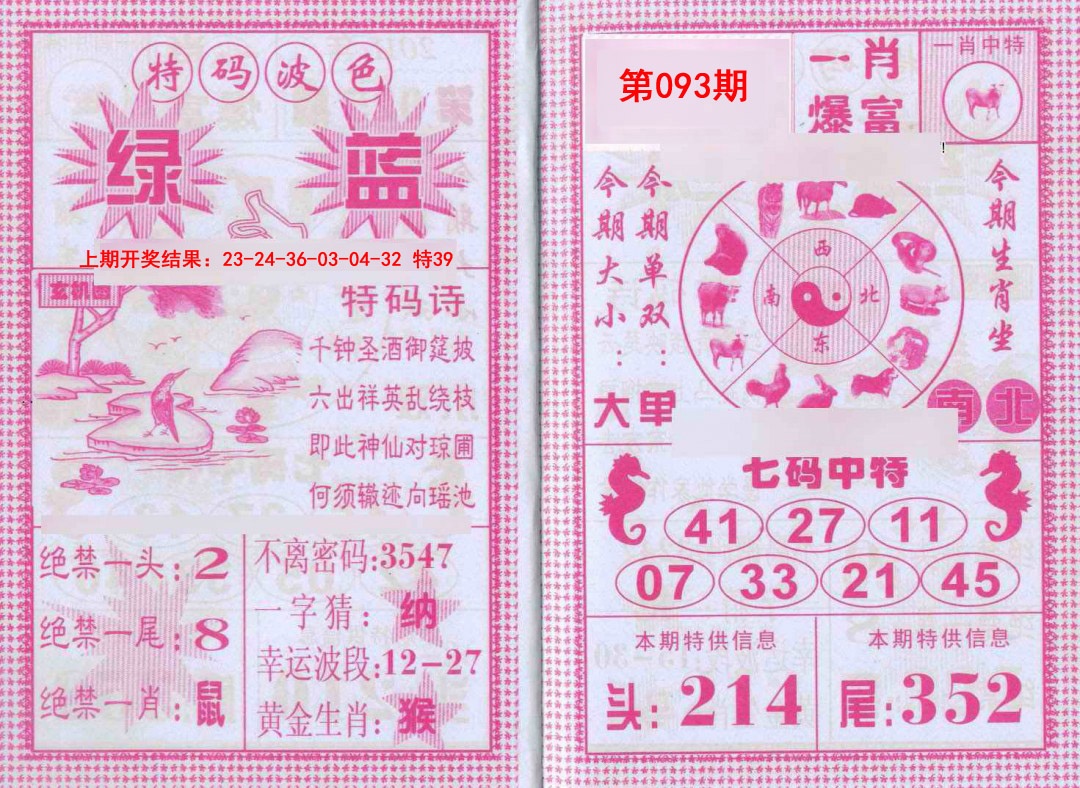 特码波色
绿 蓝
上期开奖结果：23-24-36-03-04-32 特39
特码诗
千钟圣酒御筵披
六出祥英乱绕枝
即此神仙对琼圃
何须辙迹向瑶池
绝禁一头：2
绝禁一尾：8
绝禁一肖：鼠
不离密码:3547
一字猜：纳
幸运波段:12-27
黄金生肖：猴
第093期
一肖
爆富
一肖中特
!
今期大小：大
今期单双：单
西
南 北
东
今期生肖坐
南北
七码中特
41 27 11
07 33 21 45
本期特供信息
头：214
本期特供信息
尾：352